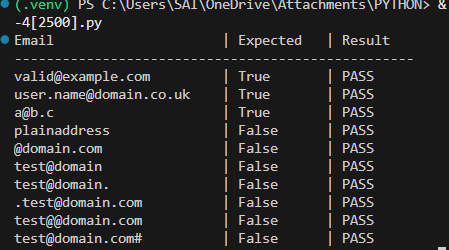 (.venv) PS C:\Users\SAI\OneDrive\Attachments\PYTHON> &
-4[2500].py
Email | Expected | Result
--------------------------------------------------
valid@example.com | True | PASS
user.name@domain.co.uk | True | PASS
a@b.c | True | PASS
plainaddress | False | PASS
@domain.com | False | PASS
test@domain | False | PASS
test@domain. | False | PASS
.test@domain.com | False | PASS
test@@domain.com | False | PASS
test@domain.com# | False | PASS